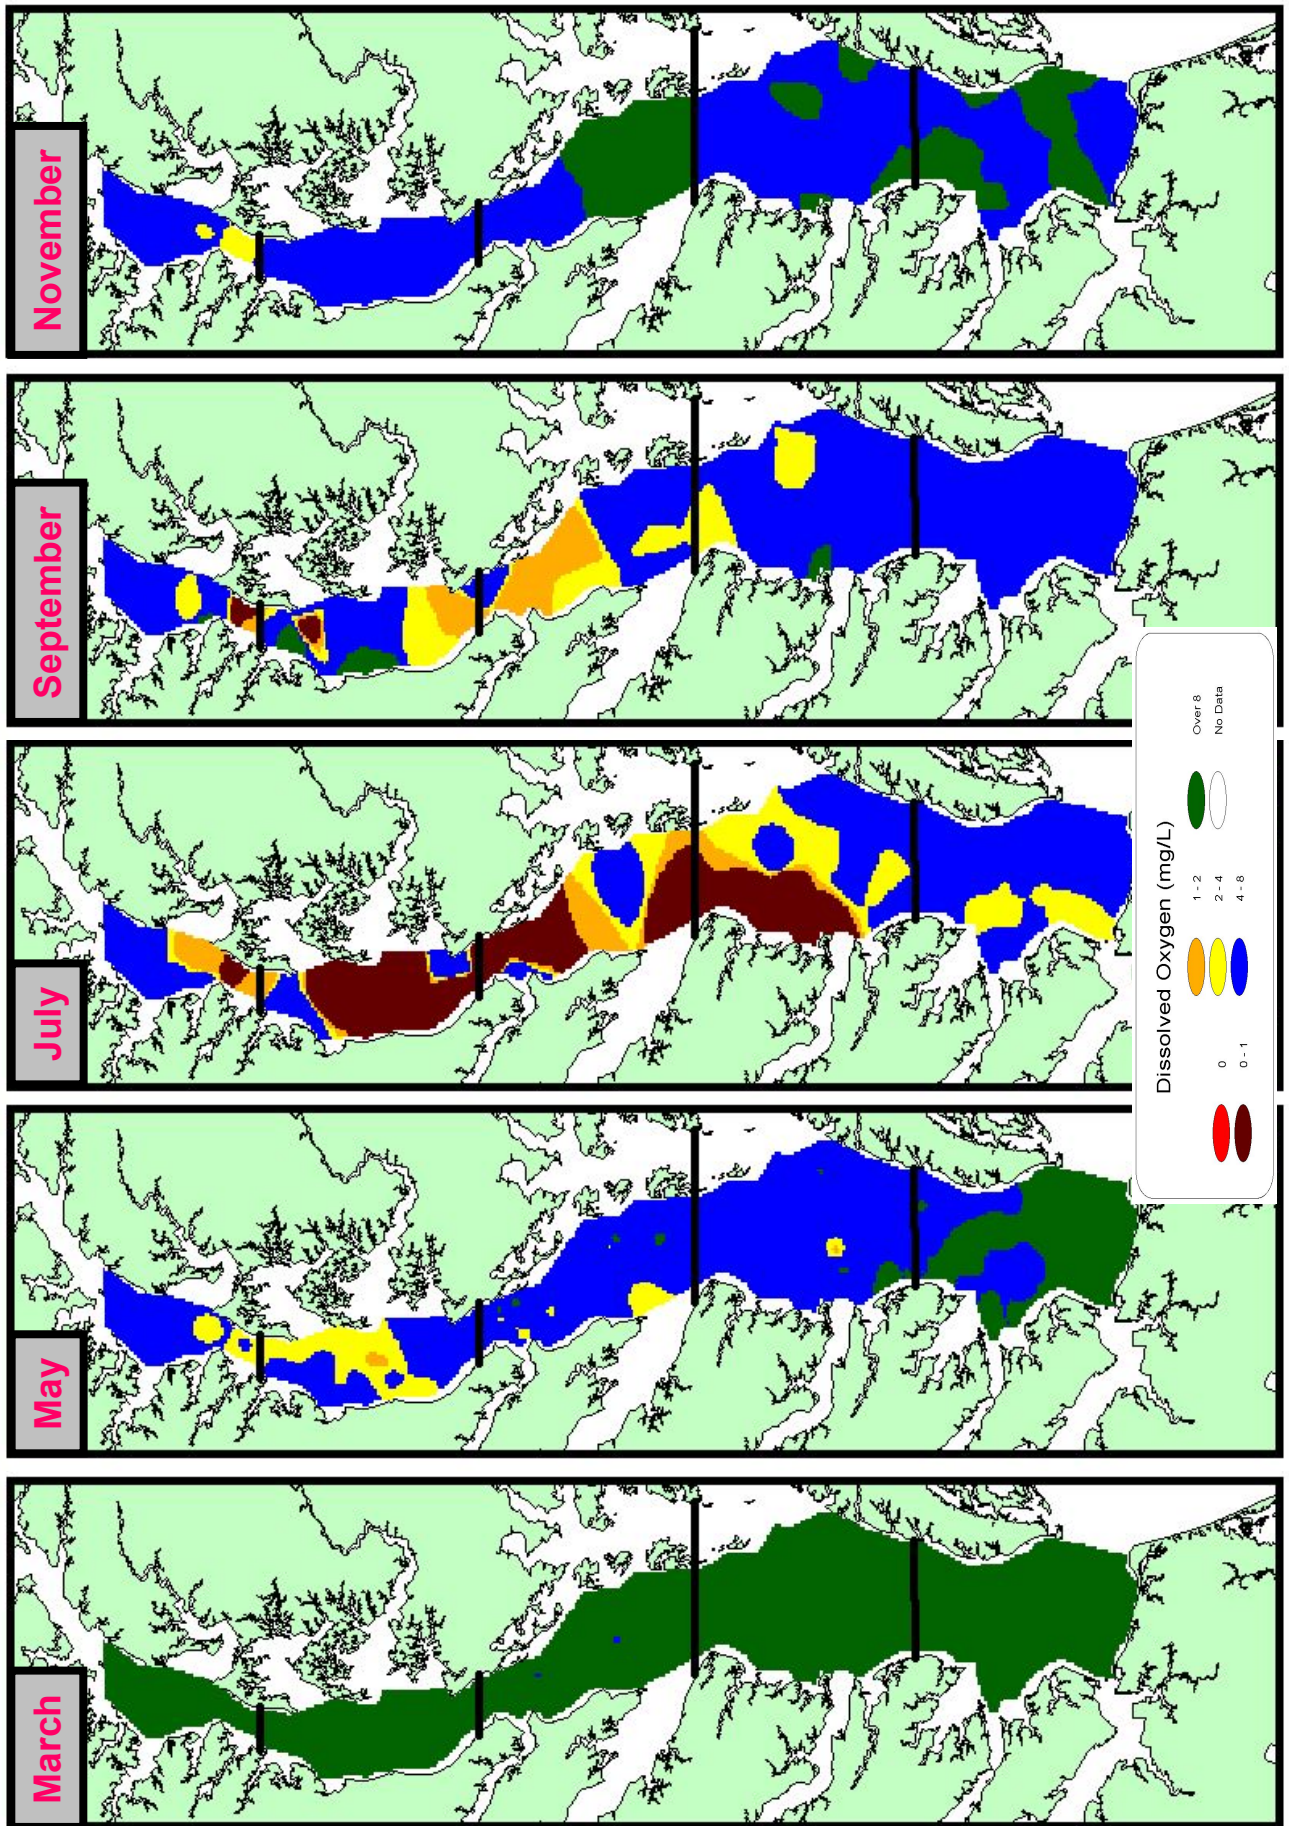 March
May
July
September
November
Dissolved Oxygen (mg/L)
0
0 - 1
1 - 2
2 - 4
4 - 8
Over 8
No Data